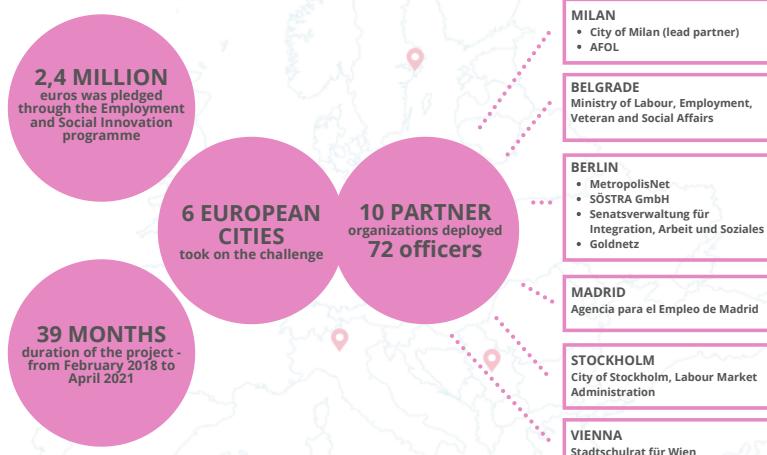 2,4 MILLION
euros was pledged
through the Employment
and Social Innovation
programme
6 EUROPEAN
CITIES
took on the challenge
10 PARTNER
organizations deployed
72 officers
39 MONTHS
duration of the project -
from February 2018 to
April 2021
MILAN
• City of Milan (lead partner)
• AFOL
BELGRADE
Ministry of Labour, Employment,
Veteran and Social Affairs
BERLIN
• MetropolisNet
• SÖSTRA GmbH
• Senatsverwaltung für
Integration, Arbeit und Soziales
• Goldnetz
MADRID
Agencia para el Empleo de Madrid
STOCKHOLM
City of Stockholm, Labour Market
Administration
VIENNA
Stadtschulrat für Wien